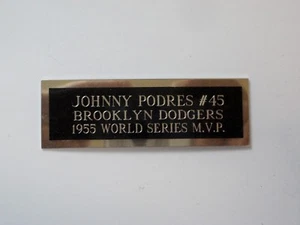 JOHNNY PODRES #45
BROOKLYN DODGERS
1955 WORLD SERIES M.V.P.